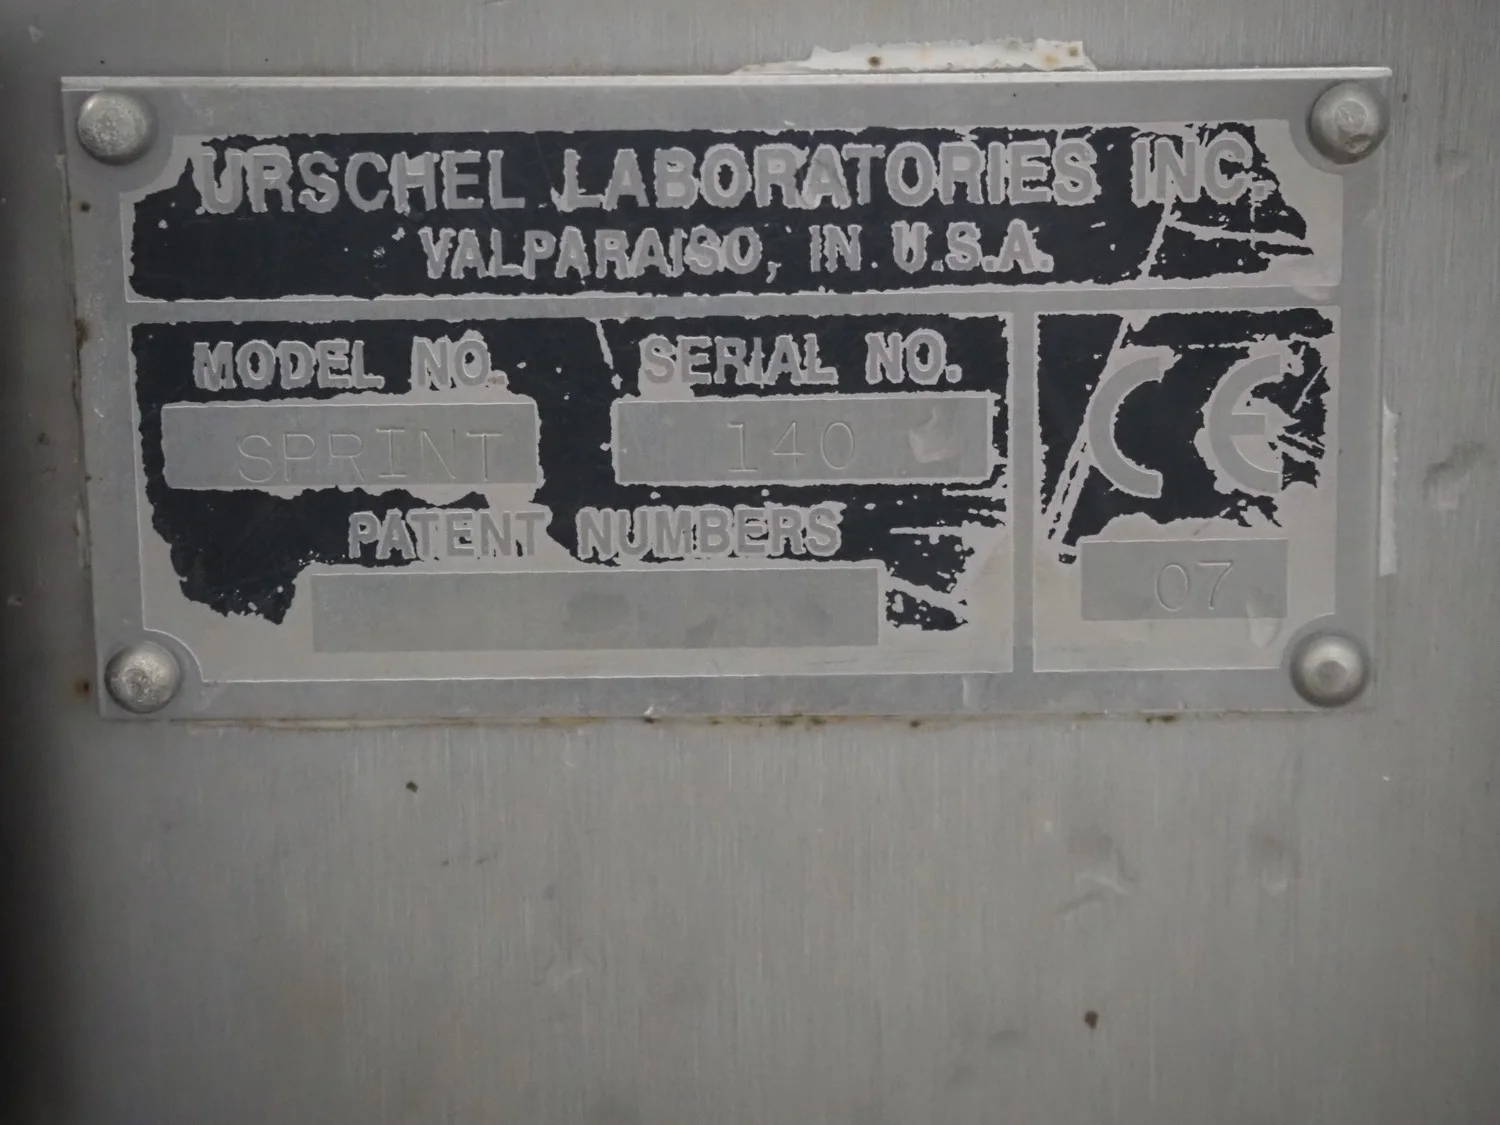 URSCHEL LABORATORIES INC.
VALPARAISO, IN U.S.A.
MODEL NO. SERIAL NO.
SPRINT 140
PATENT NUMBERS
CE
07